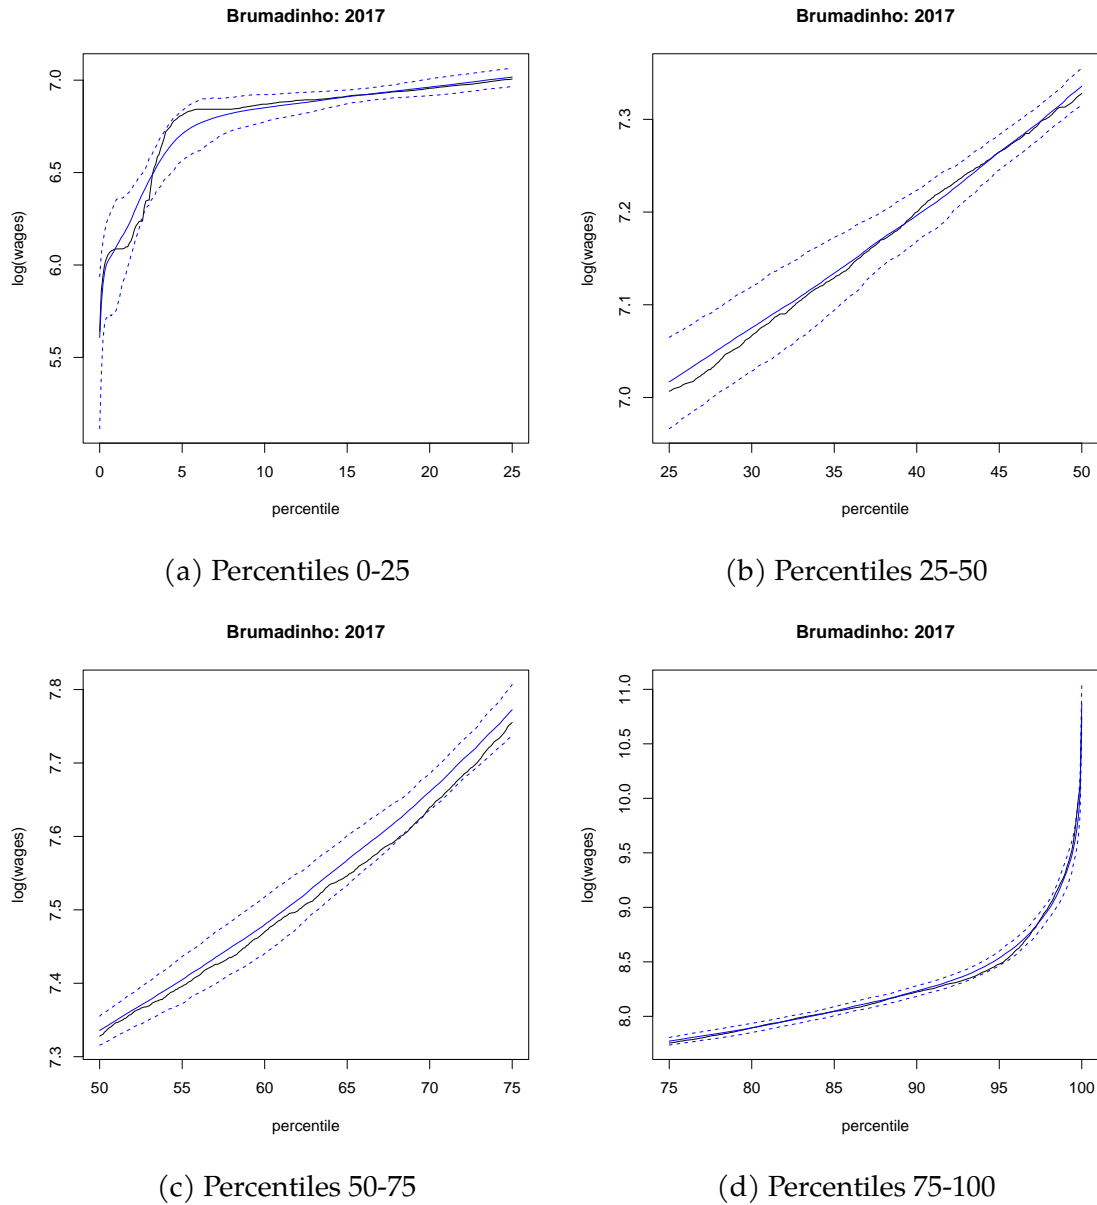 Brumadinho: 2017
log(wages)
5.5 6.0 6.5 7.0
0 5 10 15 20 25
percentile
(a) Percentiles 0-25
Brumadinho: 2017
log(wages)
7.0 7.1 7.2 7.3
25 30 35 40 45 50
percentile
(b) Percentiles 25-50
Brumadinho: 2017
log(wages)
7.3 7.4 7.5 7.6 7.7 7.8
50 55 60 65 70 75
percentile
(c) Percentiles 50-75
Brumadinho: 2017
log(wages)
8.0 8.5 9.0 9.5 10.0 10.5 11.0
75 80 85 90 95 100
percentile
(d) Percentiles 75-100